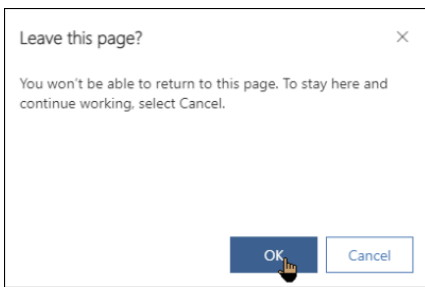 Leave this page?
You won't be able to return to this page. To stay here and
continue working, select Cancel.
OK
Cancel